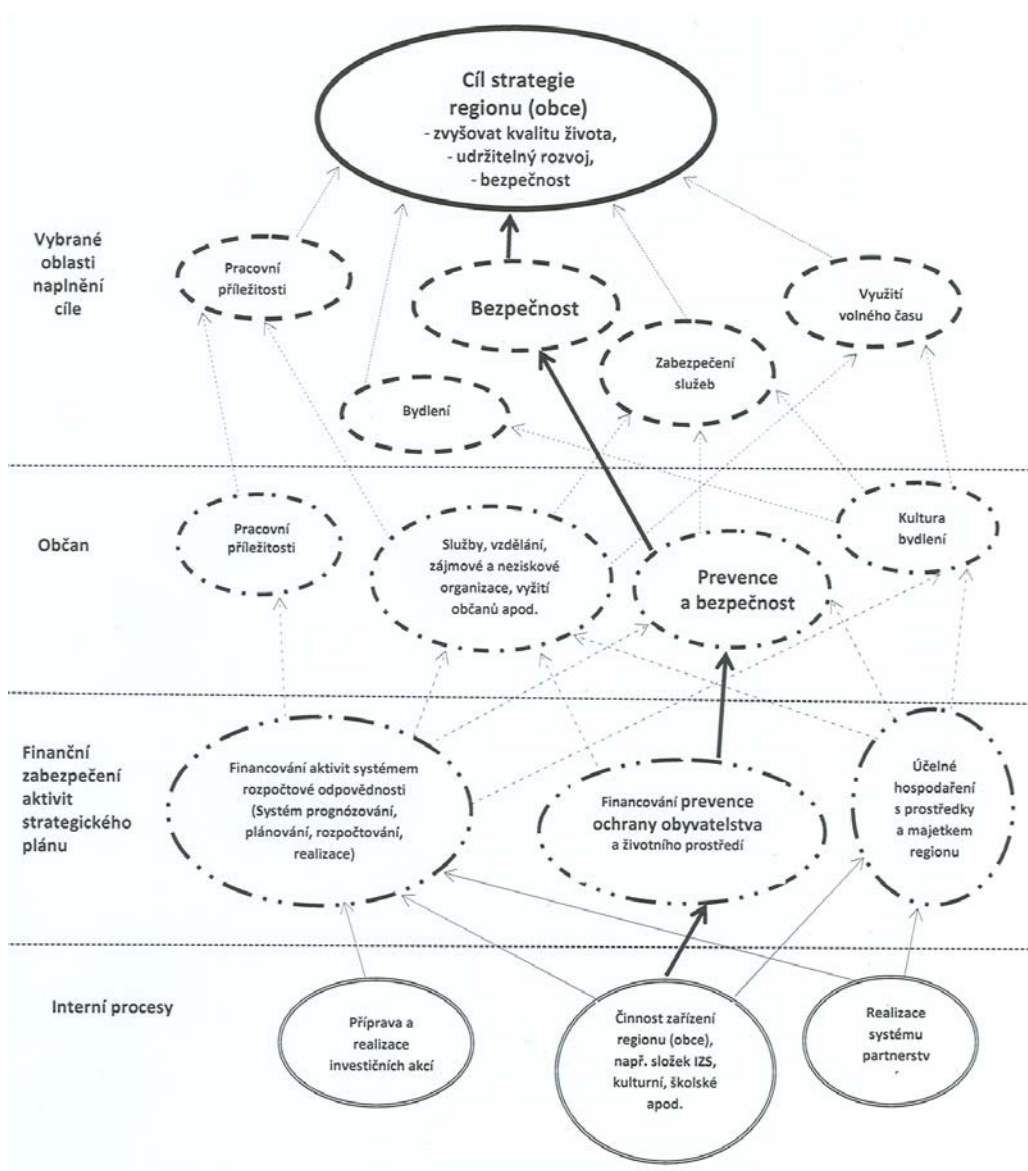 Cíl strategie
regionu (obce)
- zvyšovat kvalitu života,
- udržitelný rozvoj,
- bezpečnost
Vybrané
oblasti
naplnění
cíle
Pracovní
příležitosti
Bezpečnost
Využití
volného času
Zabezpečení
služeb
Bydlení
Občan
Pracovní
příležitosti
Služby, vzdělání,
zájmové a neziskové
organizace, vyžití
občanů apod.
Prevence
a bezpečnost
Kultura
bydlení
Finanční
zabezpečení
aktivit
strategického
plánu
Financování aktivit systémem
rozpočtové odpovědnosti
(Systém prognózování,
plánování, rozpočtování,
realizace)
Financování prevence
ochrany obyvatelstva
a životního prostředí
Účelné
hospodaření
s prostředky
a majetkem
regionu
Interní procesy
Příprava a
realizace
investičních akcí
Činnost zařízení
regionu (obce),
např. složek IZS,
kulturní, školské
apod.
Realizace
systému
partnerstv